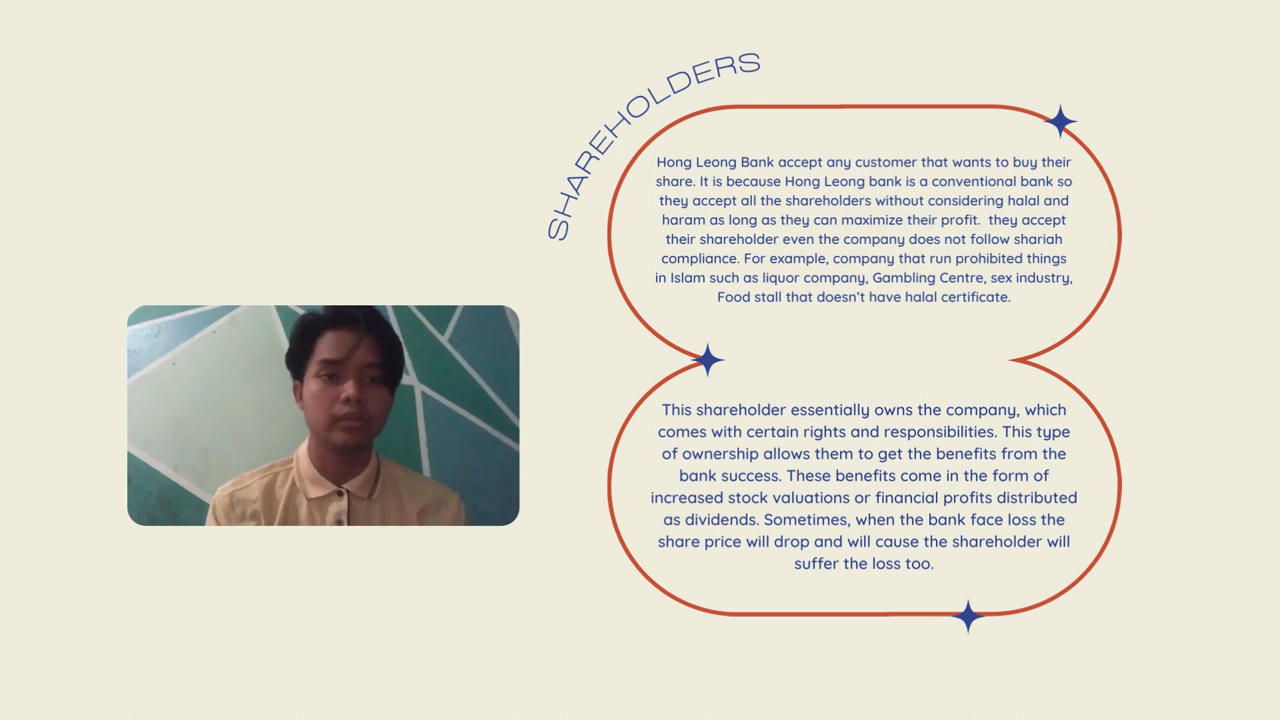 SHAREHOLDERS
Hong Leong Bank accept any customer that wants to buy their
share. It is because Hong Leong bank is a conventional bank so
they accept all the shareholders without considering halal and
haram as long as they can maximize their profit.  they accept
their shareholder even the company does not follow shariah
compliance. For example, company that run prohibited things
in Islam such as liquor company, Gambling Centre, sex industry,
Food stall that doesn't have halal certificate.
This shareholder essentially owns the company, which
comes with certain rights and responsibilities. This type
of ownership allows them to get the benefits from the
bank success. These benefits come in the form of
increased stock valuations or financial profits distributed
as dividends. Sometimes, when the bank face loss the
share price will drop and will cause the shareholder will
suffer the loss too.